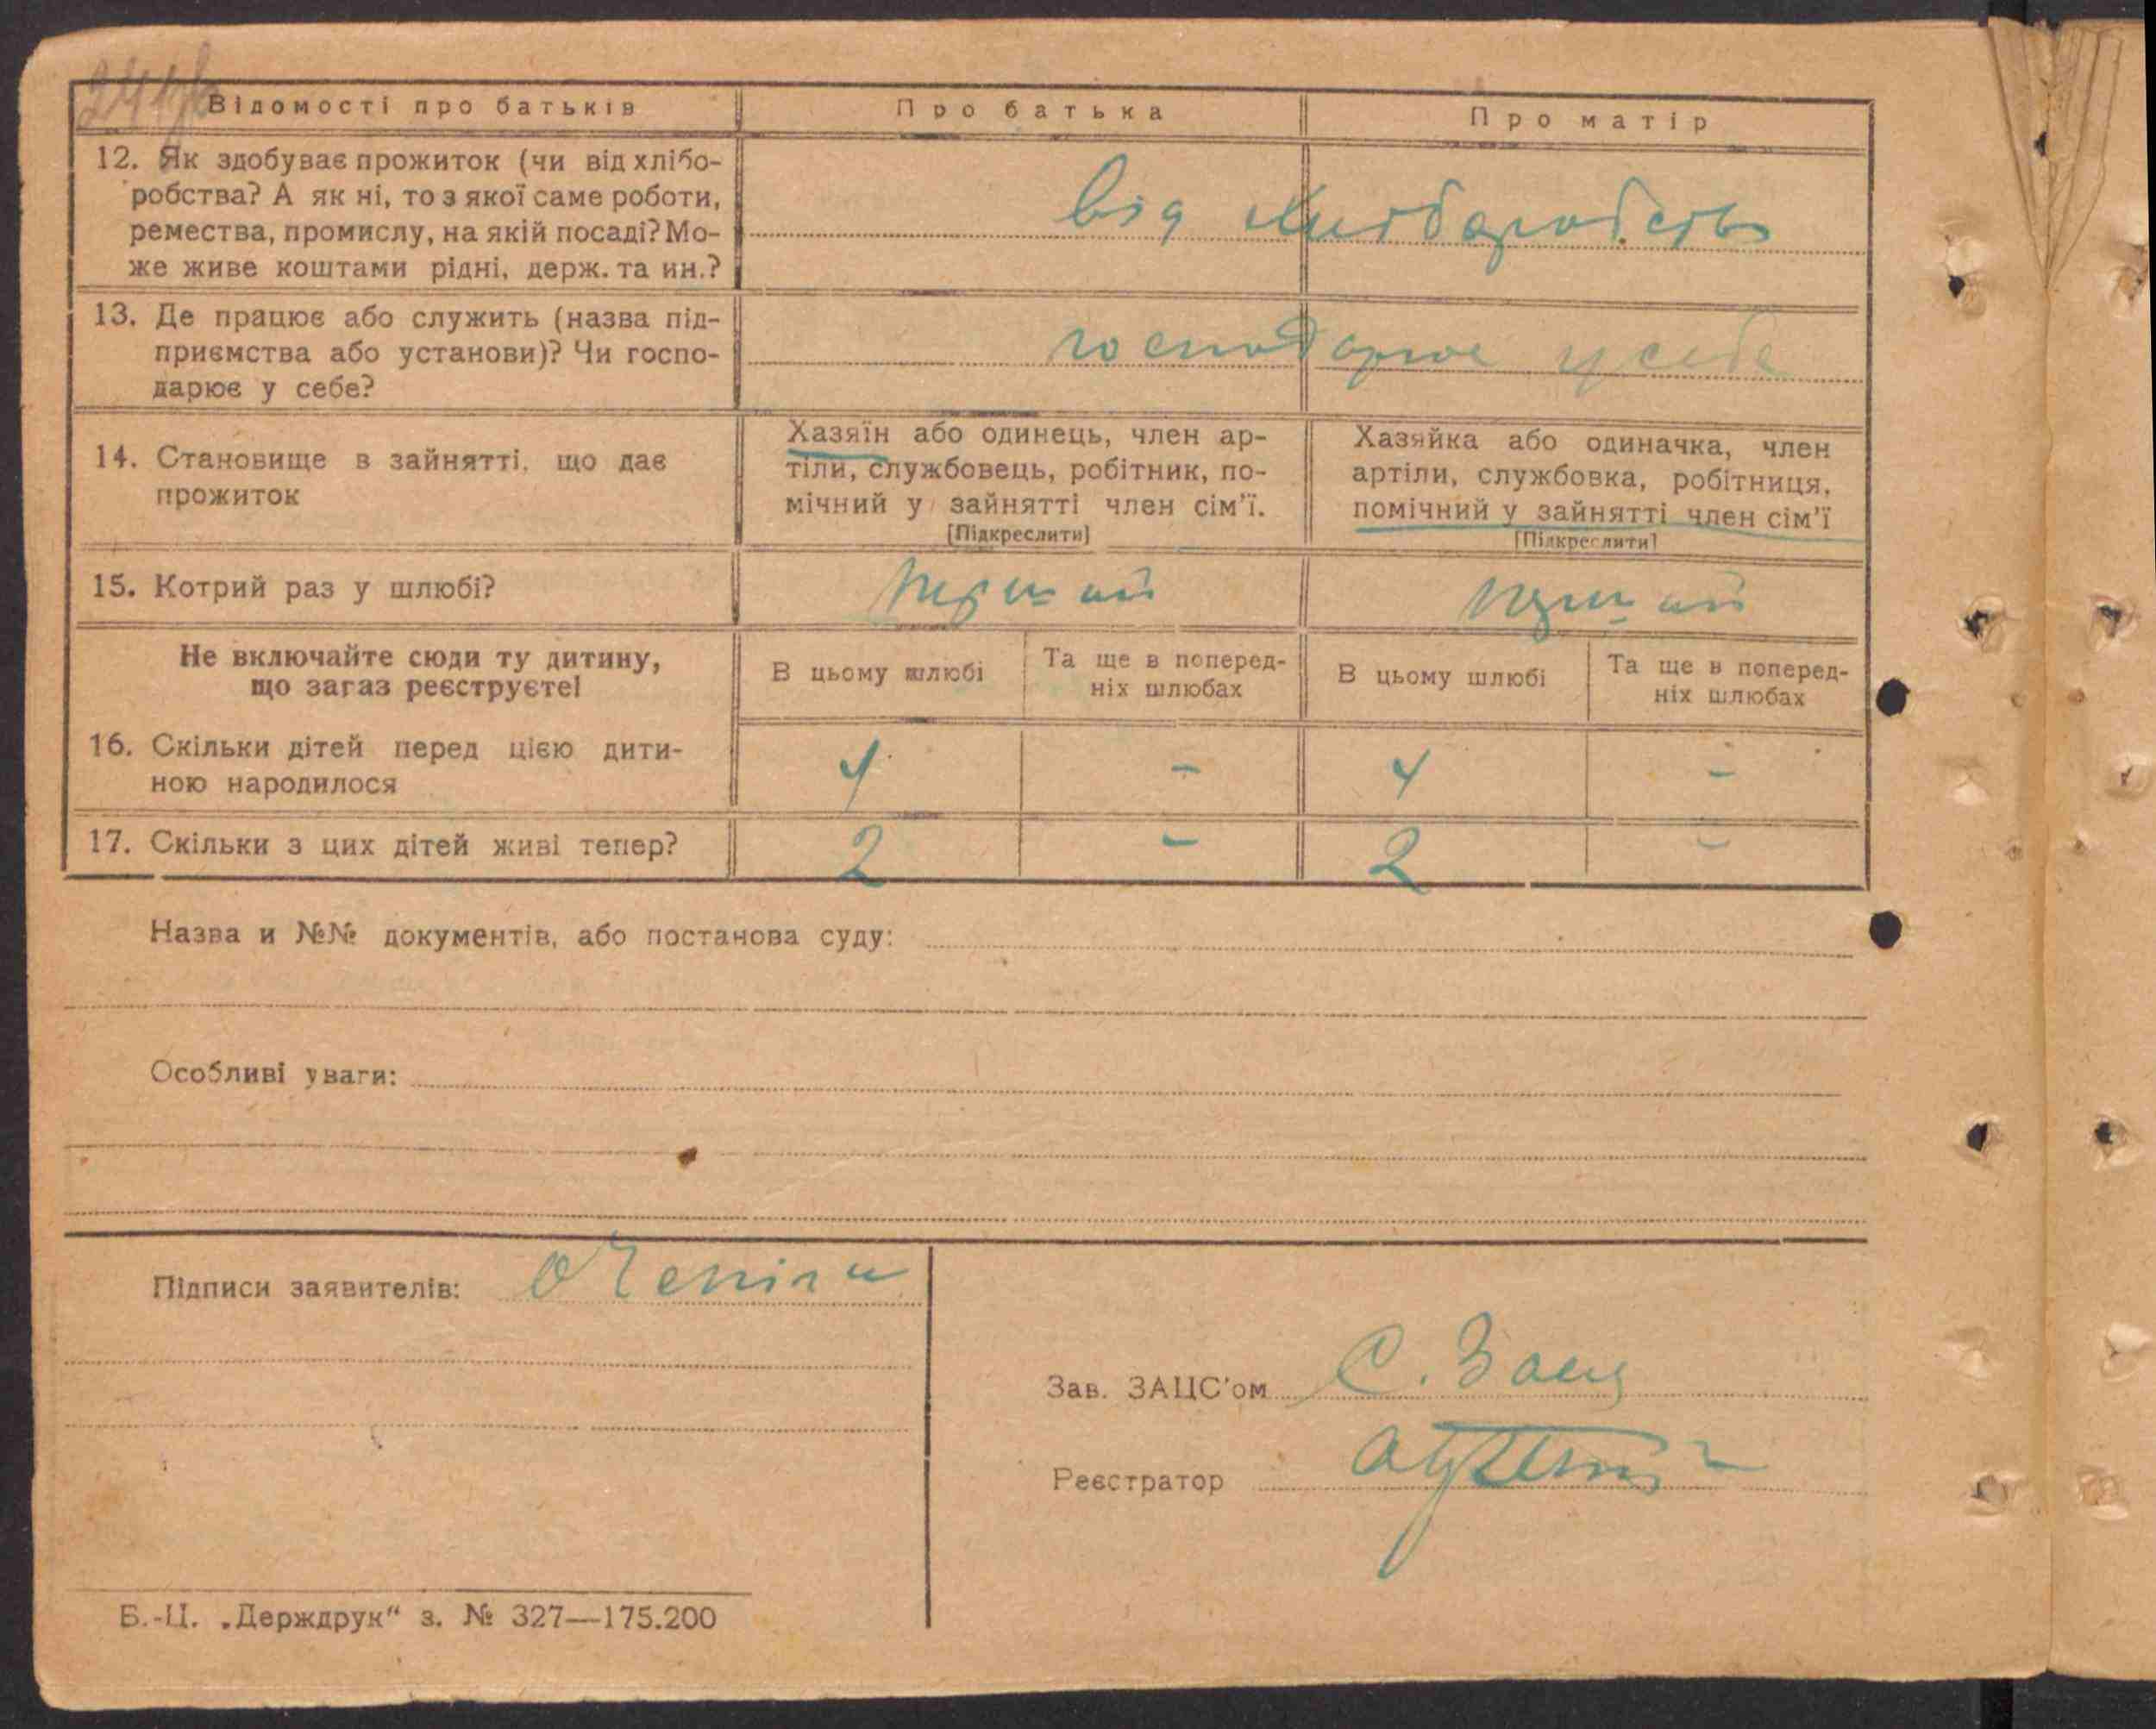 Відомості про батьків
Про батька
Про матір
12. Як здобуває прожиток (чи від хлібо-
робства? А як ні, то з якої саме роботи,
ремества, промислу, на якій посаді? Мо-
же живе коштами рідні, держ. та ин.?
від хліборобства
13. Де працює або служить (назва під-
приємства або установи)? Чи госпо-
дарює у себе?
господарює у себе
14. Становище в зайнятті, що дає
прожиток
Хазяїн або одинець, член ар-
тіли, службовець, робітник, по-
мічний у зайнятті член сім'ї.
[Підкреслити]
Хазяйка або одиначка, член
артіли, службовка, робітниця,
помічний у зайнятті член сім'ї
[Підкреслити]
15. Котрий раз у шлюбі?
перший
перший
Не включайте сюди ту дитину,
що загаз реєструєте!
В цьому шлюбі
Та ще в поперед-
ніх шлюбах
В цьому шлюбі
Та ще в поперед-
ніх шлюбах
16. Скільки дітей перед цією дити-
ною народилося
4
-
4
-
17. Скільки з цих дітей живі тепер?
2
-
2
-
Назва и №№ документів, або постанова суду:
Особливі уваги:
Підписи заявителів:
Зав. ЗАЦС'ом С. Заєц
Реєстратор
Б.-Ц. „Держдрук“ з. № 327—175.200